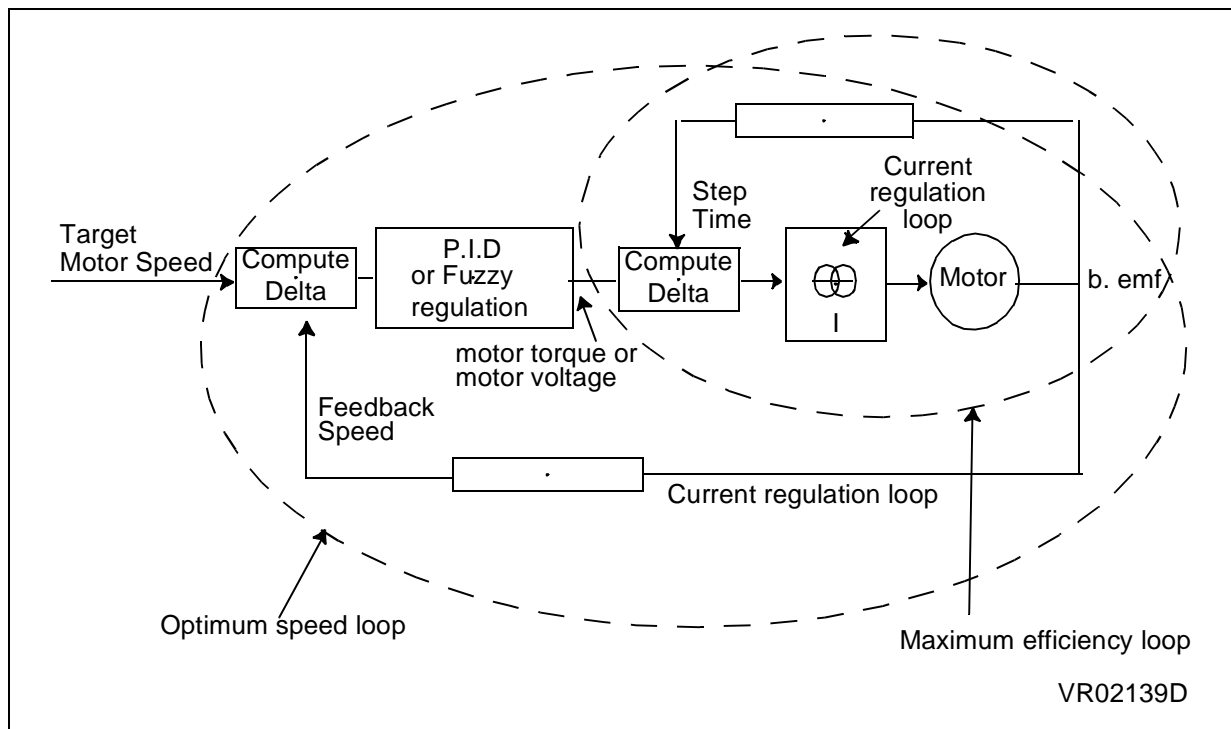 Current
regulation
loop
Step
Time
Target
Motor Speed
Compute
Delta
P.I.D
or Fuzzy
regulation
Compute
Delta
I
Motor
b. emf
motor torque or
motor voltage
Feedback
Speed
Current regulation loop
Optimum speed loop
Maximum efficiency loop
VR02139D